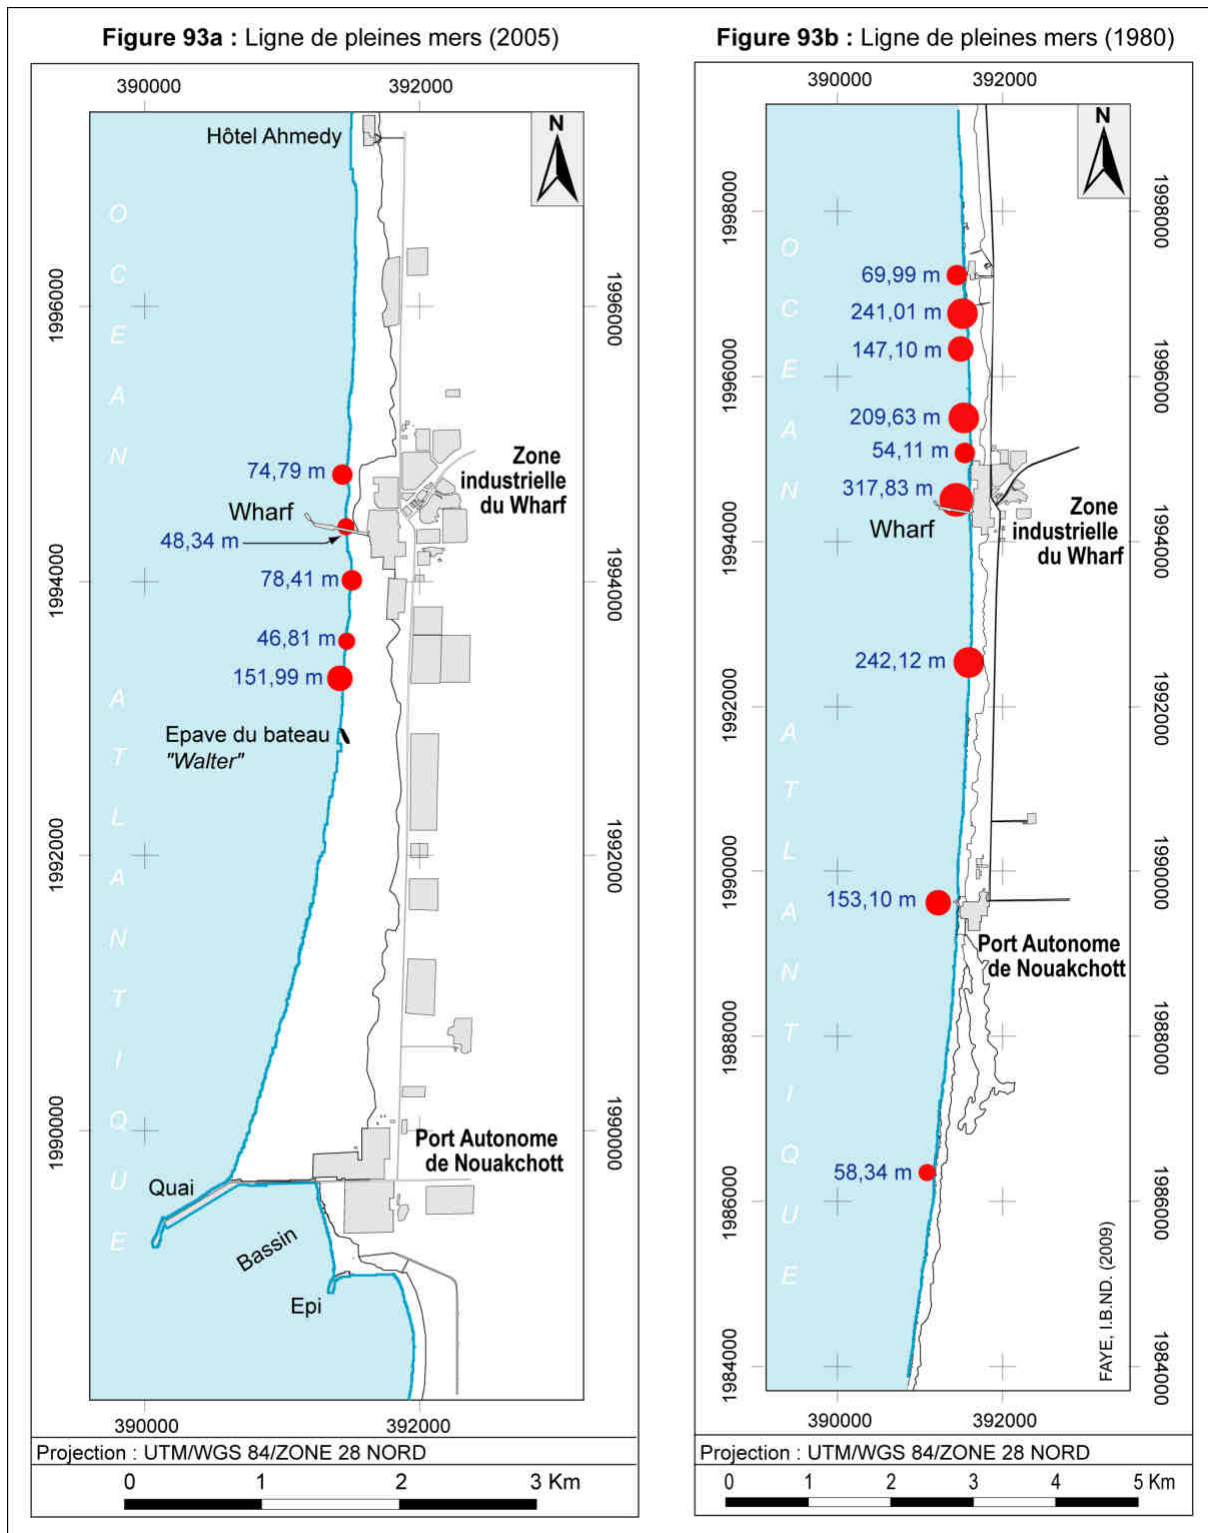 Figure 93a : Ligne de pleines mers (2005)
390000
392000
Hôtel Ahmedy
N
OCEAN ATLANTIQUE
1996000
1996000
74,79 m
Wharf
48,34 m
Zone
industrielle
du Wharf
1994000
1994000
78,41 m
46,81 m
151,99 m
Epave du bateau
"Walter"
1992000
1992000
1990000
1990000
Port Autonome
de Nouakchott
Quai
Bassin
Epi
390000
392000
Projection : UTM/WGS 84/ZONE 28 NORD
0 1 2 3 Km
Figure 93b : Ligne de pleines mers (1980)
390000
392000
N
OCEAN ATLANTIQUE
1998000
1998000
69,99 m
241,01 m
147,10 m
1996000
1996000
209,63 m
54,11 m
317,83 m
Wharf
Zone
industrielle
du Wharf
1994000
1994000
242,12 m
1992000
1992000
1990000
1990000
153,10 m
Port Autonome
de Nouakchott
1988000
1988000
58,34 m
1986000
1986000
FAYE, I.B.ND. (2009)
1984000
1984000
390000
392000
Projection : UTM/WGS 84/ZONE 28 NORD
0 1 2 3 4 5 Km